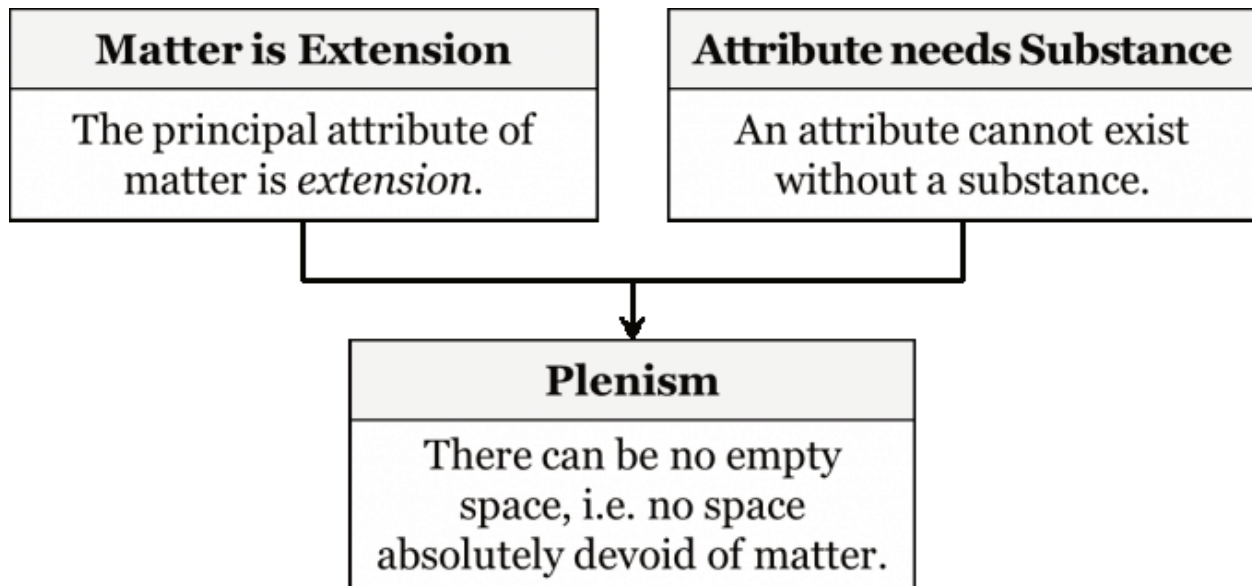 Matter is Extension
The principal attribute of
matter is extension.
Attribute needs Substance
An attribute cannot exist
without a substance.
Plenism
There can be no empty
space, i.e. no space
absolutely devoid of matter.